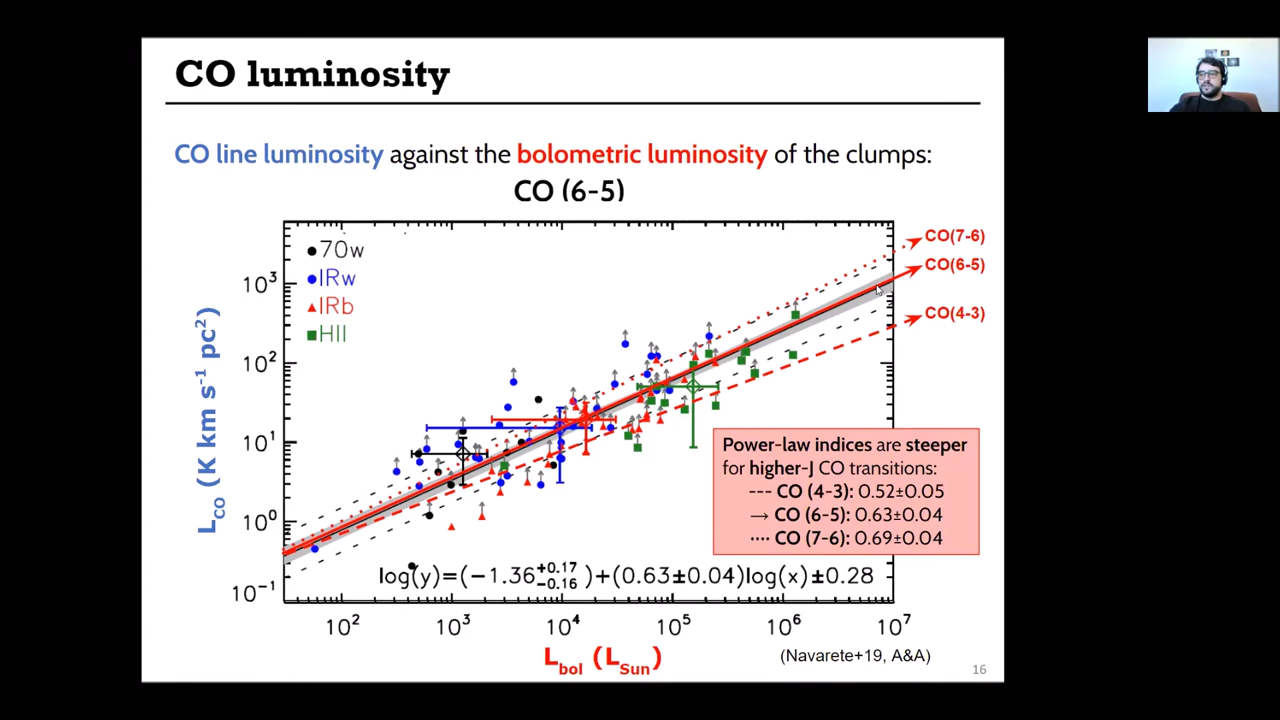 CO luminosity
CO line luminosity against the bolometric luminosity of the clumps:
CO (6-5)
70w
IRw
IRb
HII
CO(7-6)
CO(6-5)
CO(4-3)
10³
10²
10¹
10⁰
10⁻¹
L_CO (K km s⁻¹ pc²)
Power-law indices are steeper
for higher-J CO transitions:
--- CO (4-3): 0.52±0.05
→ CO (6-5): 0.63±0.04
···· CO (7-6): 0.69±0.04
log(y)=(−1.36+0.17−0.16)+(0.63±0.04)log(x)±0.28
10² 10³ 10⁴ 10⁵ 10⁶ 10⁷
L_bol (L_Sun)
(Navarete+19, A&A)
16